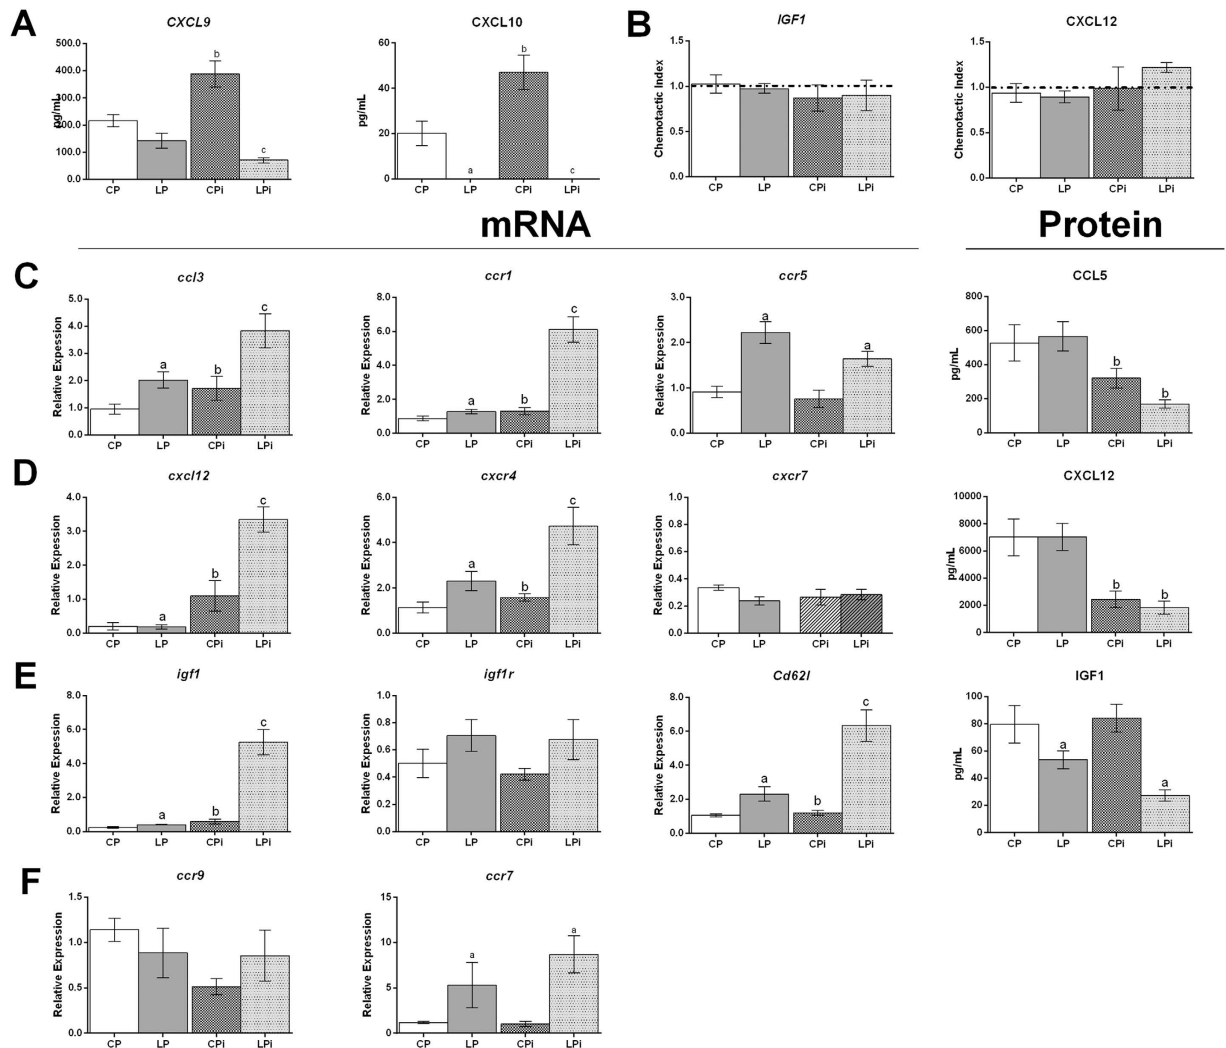 A
CXCL9
500.0
400.0
300.0
200.0
100.0
0.0
pg/mL
b
c
CP LP CPi LPi
CXCL10
60
40
20
0
pg/mL
a
b
c
CP LP CPi LPi
B
IGF1
1.5
1.0
0.5
0.0
Chemotactic Index
CP LP CPi LPi
CXCL12
1.5
1.0
0.5
0.0
Chemotactic Index
CP LP CPi LPi
mRNA
Protein
C
ccl3
5.0
4.0
3.0
2.0
1.0
0.0
Relative Expession
a
b
c
CP LP CPi LPi
ccr1
8.0
6.0
4.0
2.0
0.0
Relative Expession
a
b
c
CP LP CPi LPi
ccr5
3.0
2.0
1.0
0.0
Relative Expession
a
a
CP LP CPi LPi
CCL5
800
600
400
200
0
pg/mL
b
b
CP LP CPi LPi
D
cxcl12
4.0
3.0
2.0
1.0
0.0
Relative Expession
a
b
c
CP LP CPi LPi
cxcr4
6.0
4.0
2.0
0.0
Relative Expession
a
b
c
CP LP CPi LPi
cxcr7
1.0
0.8
0.6
0.4
0.2
0.0
Relative Expession
CP LP CPi LPi
CXCL12
10000
8000
6000
4000
2000
0
pg/mL
b
b
CP LP CPi LPi
E
igf1
8.0
6.0
4.0
2.0
0.0
Relative Expression
a
b
c
CP LP CPi LPi
igf1r
1.0
0.8
0.6
0.4
0.2
0.0
Relative Expression
CP LP CPi LPi
Cd62l
8.0
6.0
4.0
2.0
0.0
Relative Expression
a
b
c
CP LP CPi LPi
IGF1
100
80
60
40
20
0
pg/mL
a
a
CP LP CPi LPi
F
ccr9
1.5
1.0
0.5
0.0
Relative Expression
CP LP CPi LPi
ccr7
15
10
5
0
Relative Expression
a
a
CP LP CPi LPi